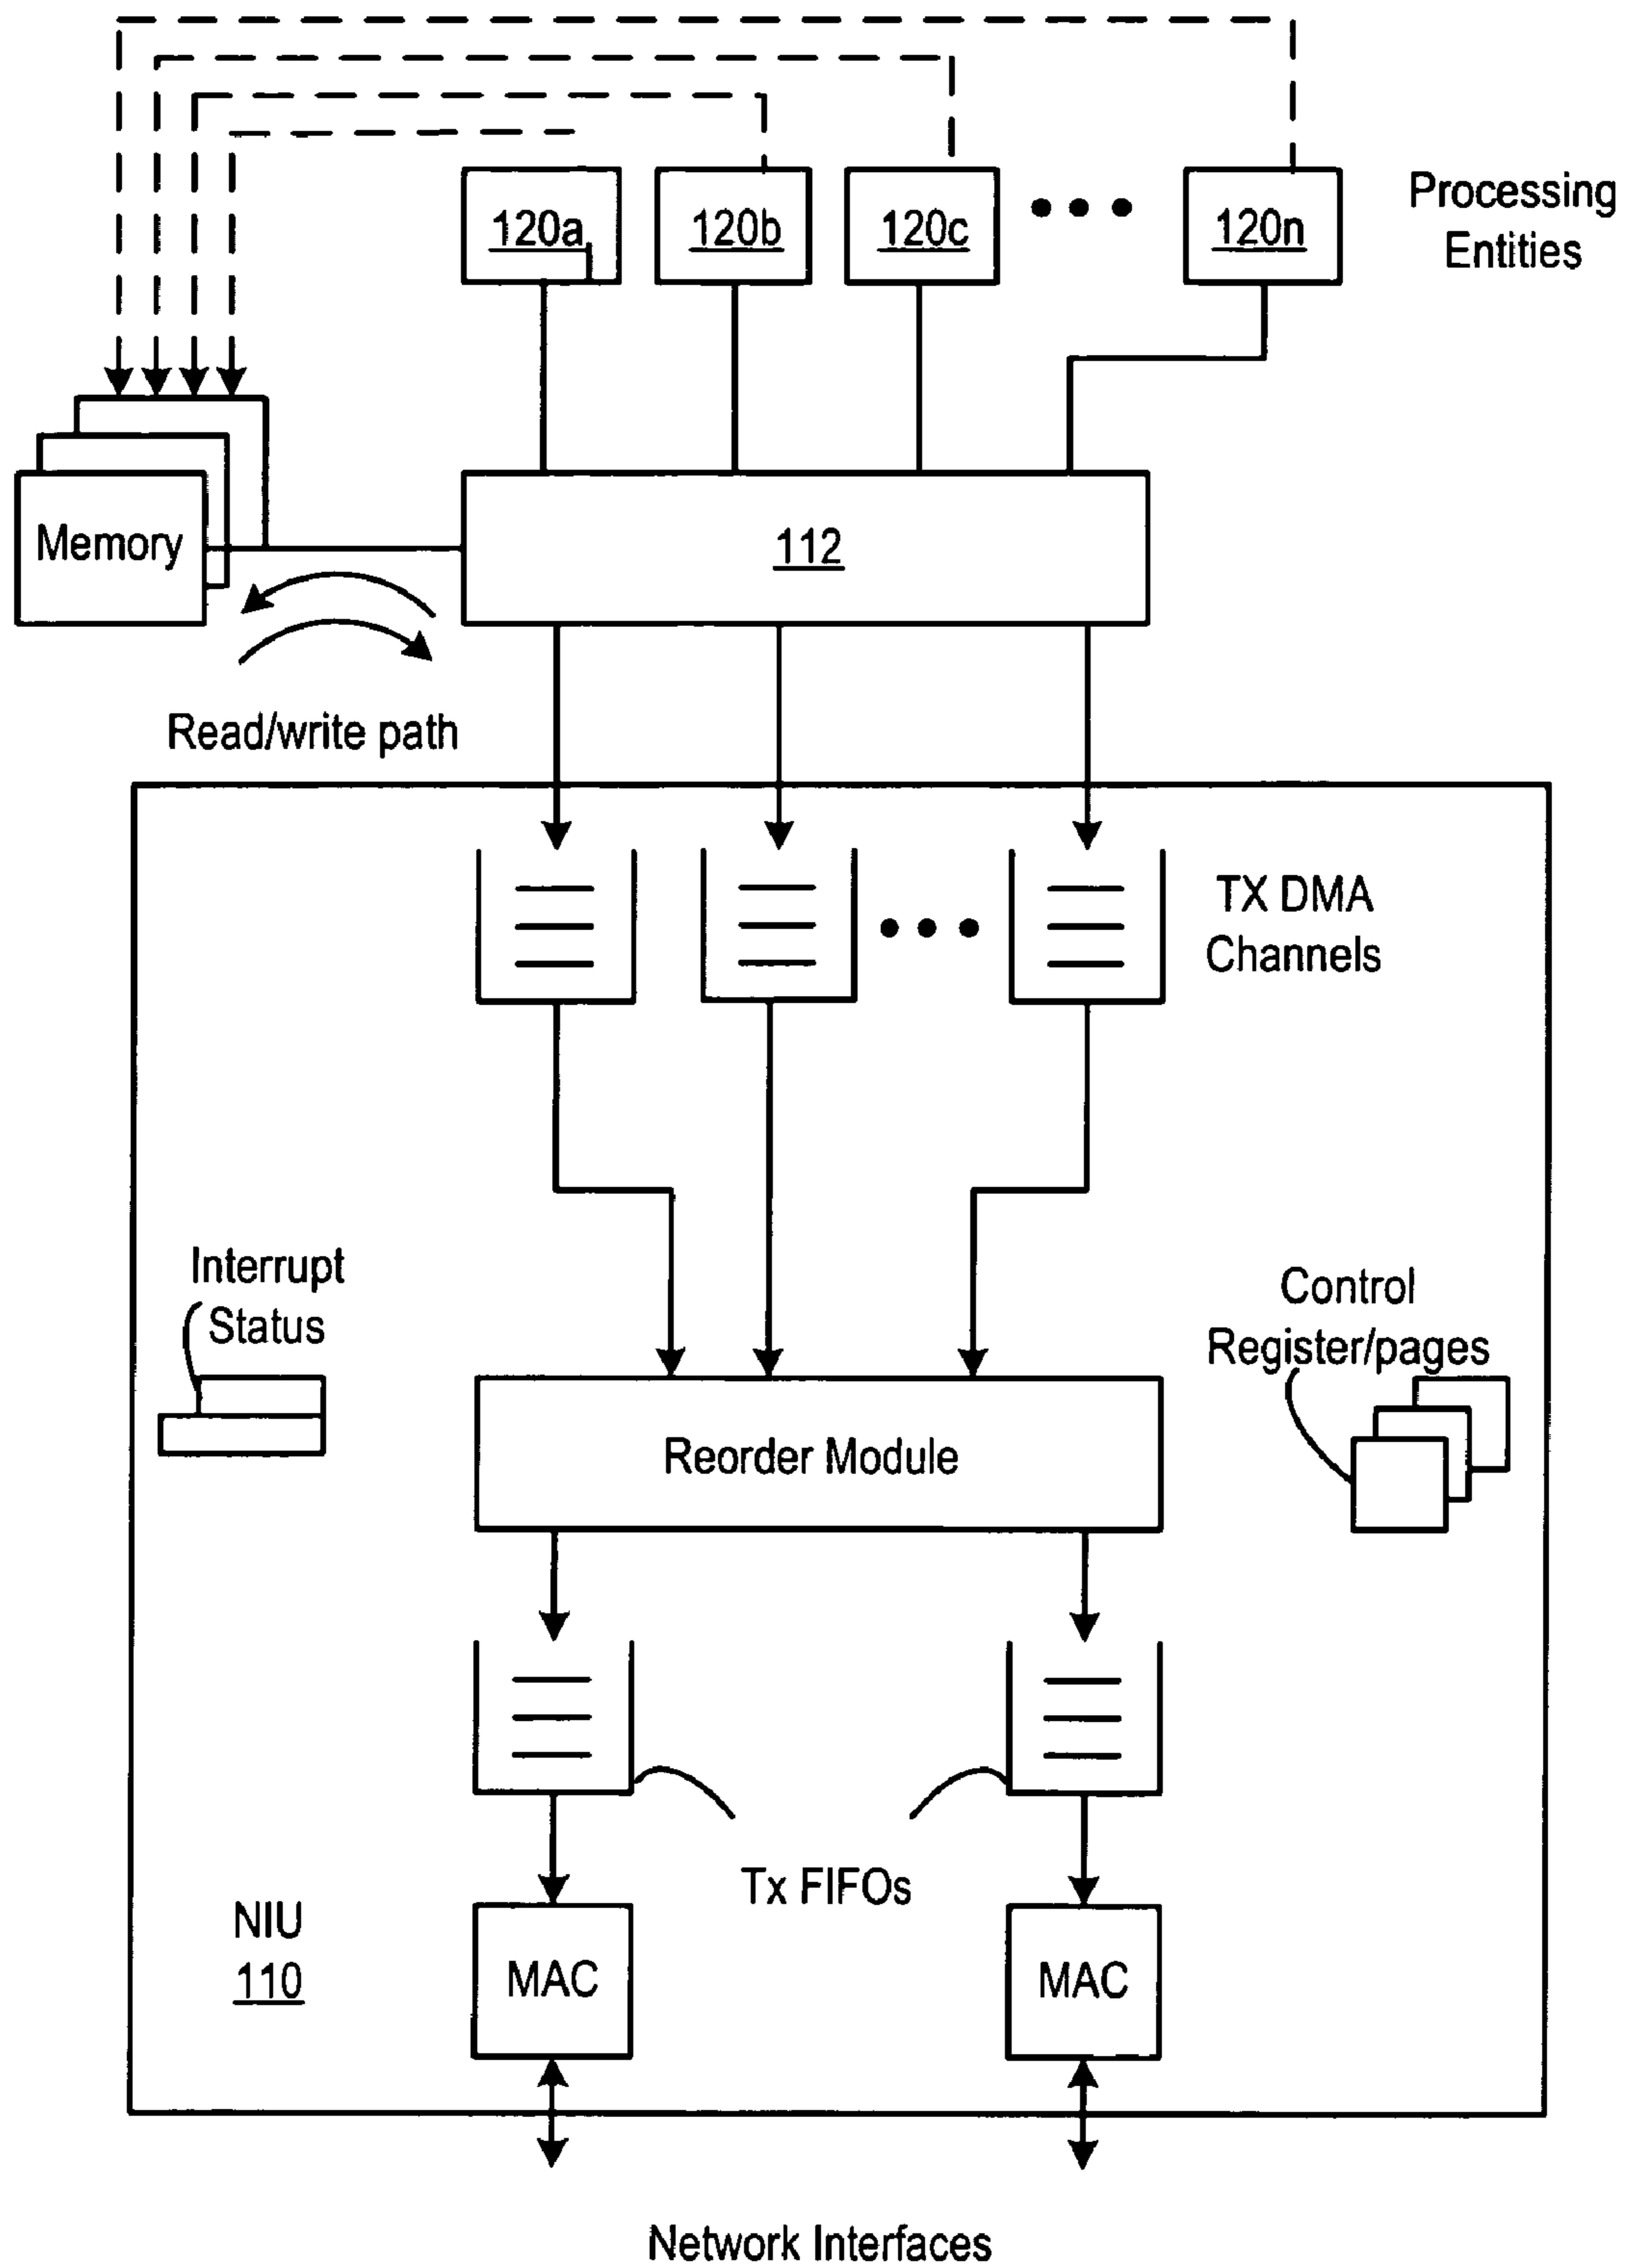 120a
120b
120c
120n
Processing
Entities
Memory
112
Read/write path
TX DMA
Channels
Interrupt
Status
Control
Register/pages
Reorder Module
Tx FIFOs
NIU
110
MAC
MAC
Network Interfaces